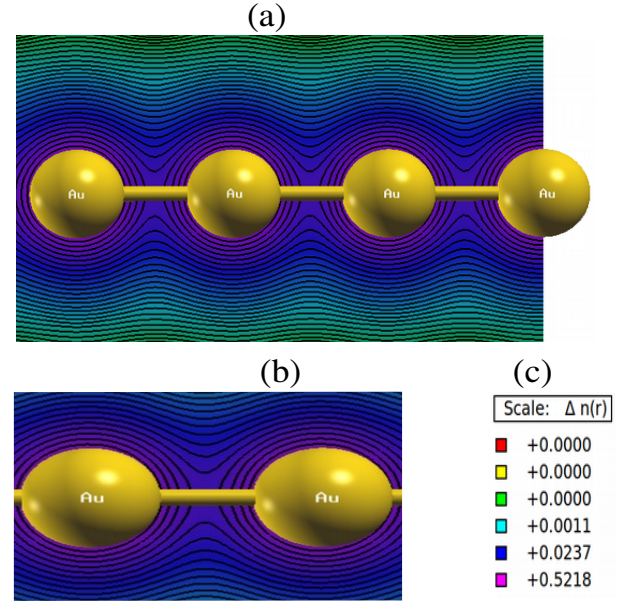 (a)
Au Au Au Au
(b) (c)
Au Au
Scale: Δ n(r)
+0.0000
+0.0000
+0.0000
+0.0011
+0.0237
+0.5218